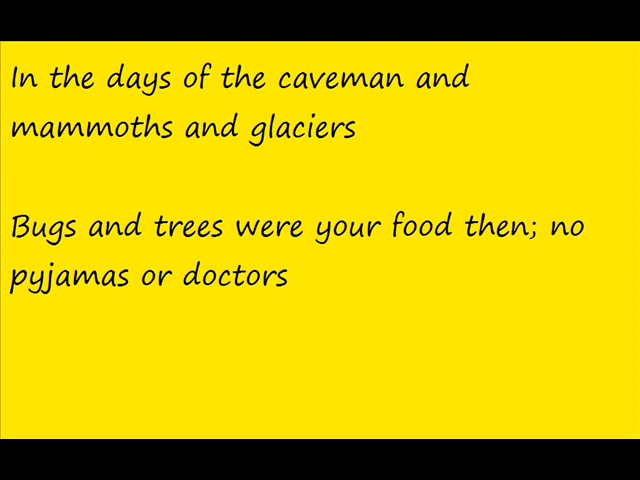 In the days of the caveman and
mammoths and glaciers
Bugs and trees were your food then; no
pyjamas or doctors